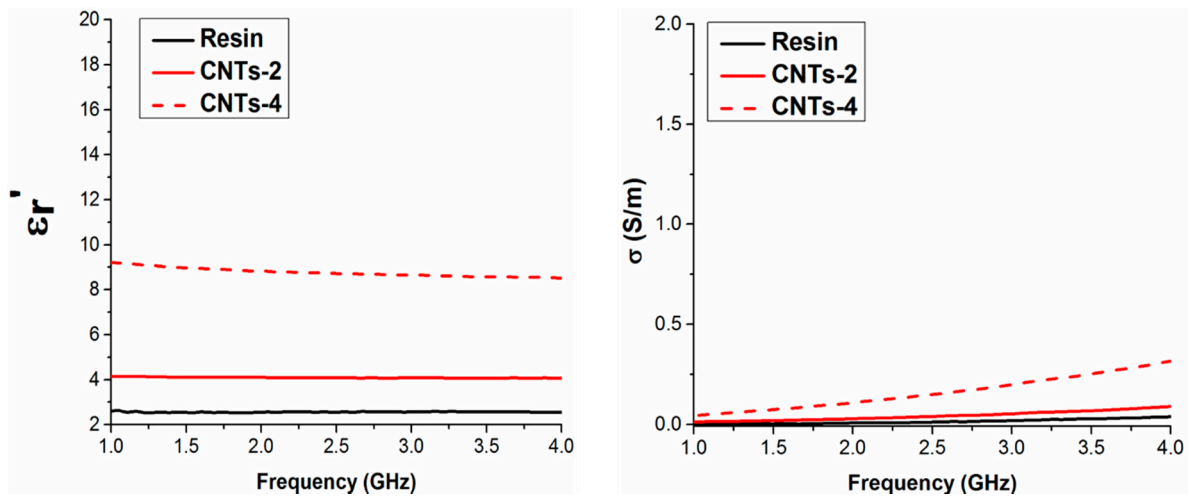 20
18
16
14
12
10
8
6
4
2
εr'
Resin
CNTs-2
CNTs-4
1.0 1.5 2.0 2.5 3.0 3.5 4.0
Frequency (GHz)
2.0
1.5
1.0
0.5
0.0
σ (S/m)
Resin
CNTs-2
CNTs-4
1.0 1.5 2.0 2.5 3.0 3.5 4.0
Frequency (GHz)